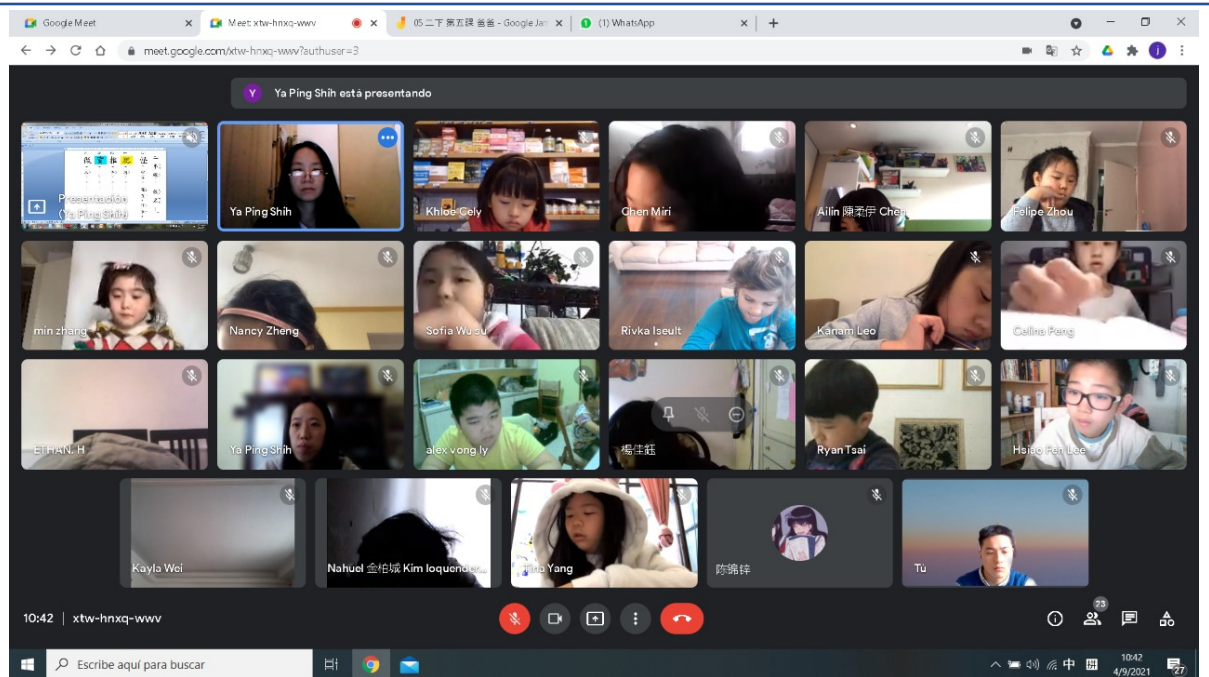 Google Meet
Meet: xtw-hnxq-wwv
05 二下 第五課 爸爸 - Google Jam
(1) WhatsApp
meet.google.com/xtw-hnxq-wwv?authuser=3
Y Ya Ping Shih está presentando
Presentación
(Ya Ping Shih)
Ya Ping Shih
Khloe Cely
Chen Miri
Ailin 陳柔伊 Chen
Felipe Zhou
min zhang
Nancy Zheng
Sofia Wu su
Rivka Iseult
Kanam Leo
Celina Peng
ETHAN. H
Ya Ping Shih
alex vong ly
楊佳鈺
Ryan Tsai
Hsiao Fen Lee
Kayla Wei
Nahuel 金柏城 Kim loquender...
Tina Yang
陈锦锌
Tú
10:42 | xtw-hnxq-wwv
23
Escribe aquí para buscar
中 拼
10:42
4/9/2021
27